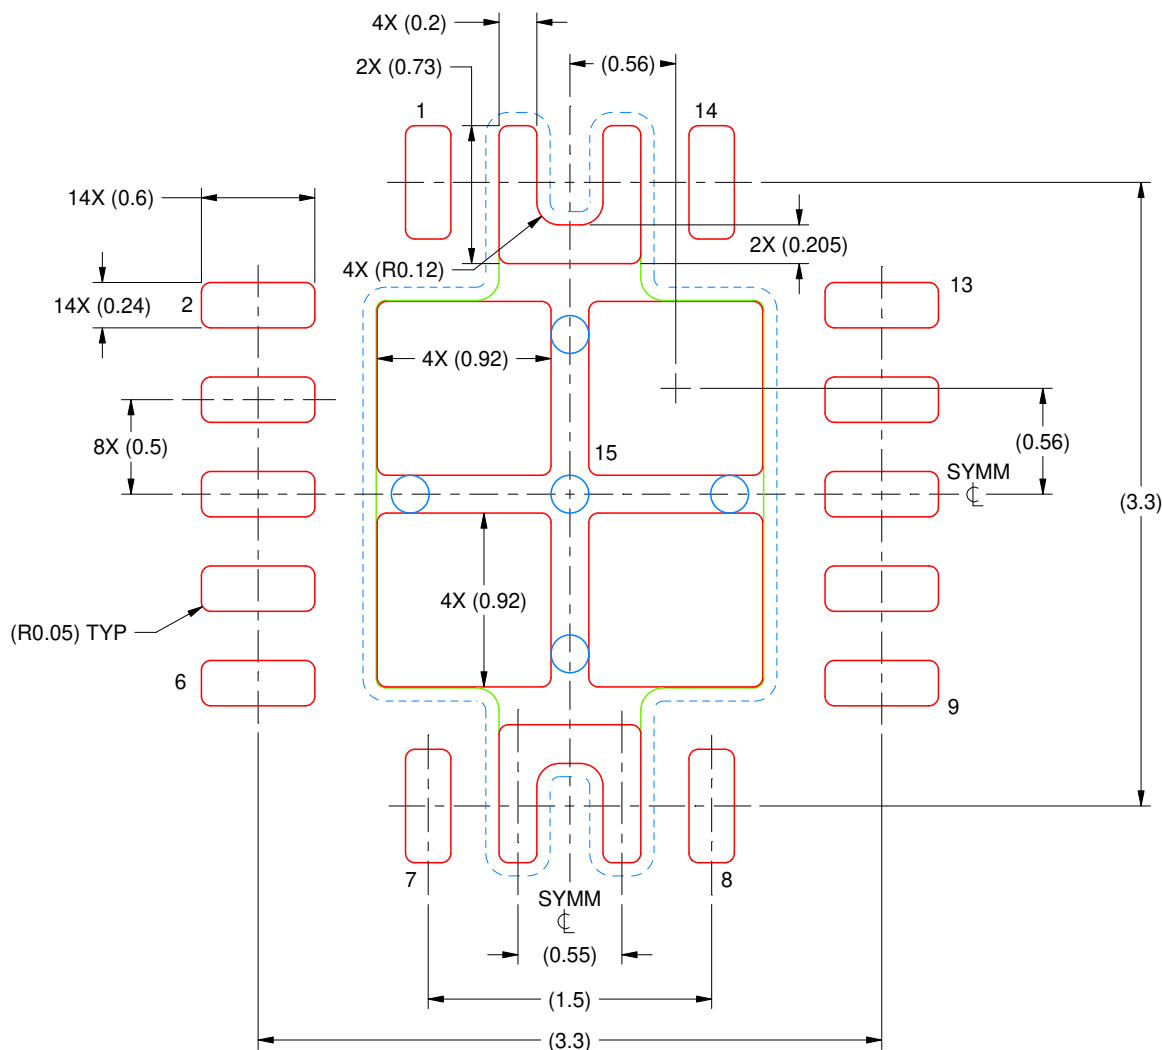 4X (0.2)
(0.56)
2X (0.73)
1
14
14X (0.6)
2X (0.205)
4X (R0.12)
2
13
14X (0.24)
4X (0.92)
8X (0.5)
15
(0.56)
SYMM
℄
(3.3)
4X (0.92)
(R0.05) TYP
6
9
7
8
SYMM
℄
(0.55)
(1.5)
(3.3)